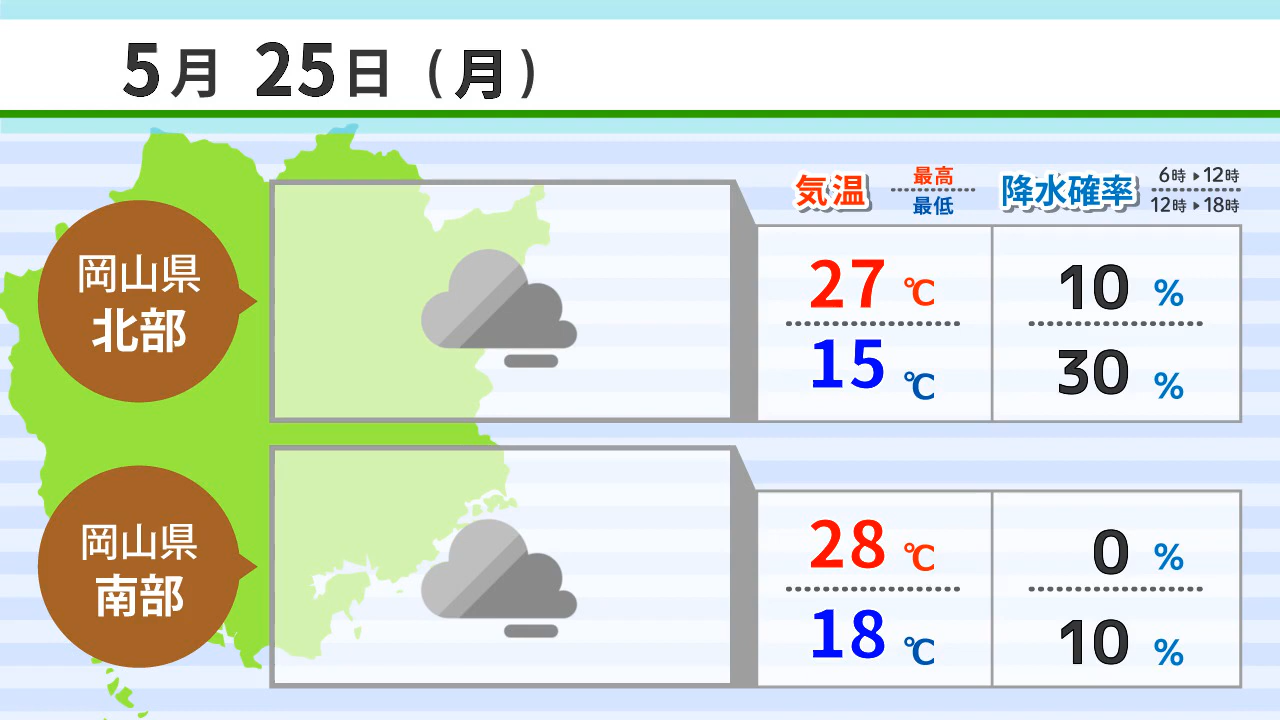 5月 25日 (月)
気温 最高 最低
降水確率 6時▶12時 12時▶18時
岡山県
北部
27℃
15℃
10%
30%
岡山県
南部
28℃
18℃
0%
10%